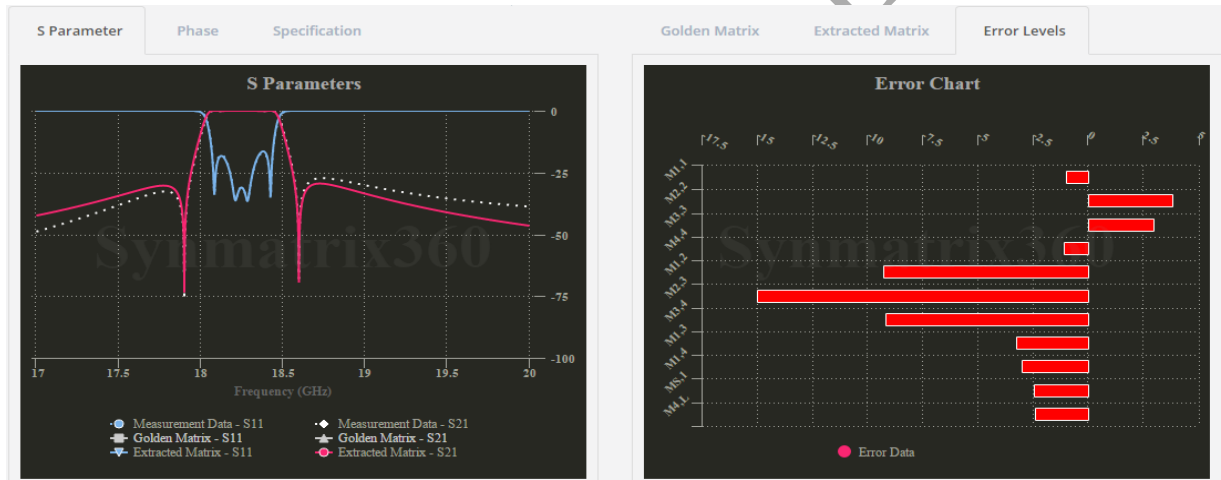 S Parameter Phase Specification
S Parameters
0
-25
-50
-75
-100
17 17.5 18 18.5 19 19.5 20
Frequency (GHz)
Synmatrix360
Measurement Data - S11 Measurement Data - S21
Golden Matrix - S11 Golden Matrix - S21
Extracted Matrix - S11 Extracted Matrix - S21
Golden Matrix Extracted Matrix Error Levels
Error Chart
-17.5 -15 -12.5 -10 -7.5 -5 -2.5 0 2.5 5
M1,1
M2,2
M3,3
M4,4
M1,2
M2,3
M3,4
M1,3
M1,4
MS,1
M4,L
Synmatrix360
Error Data